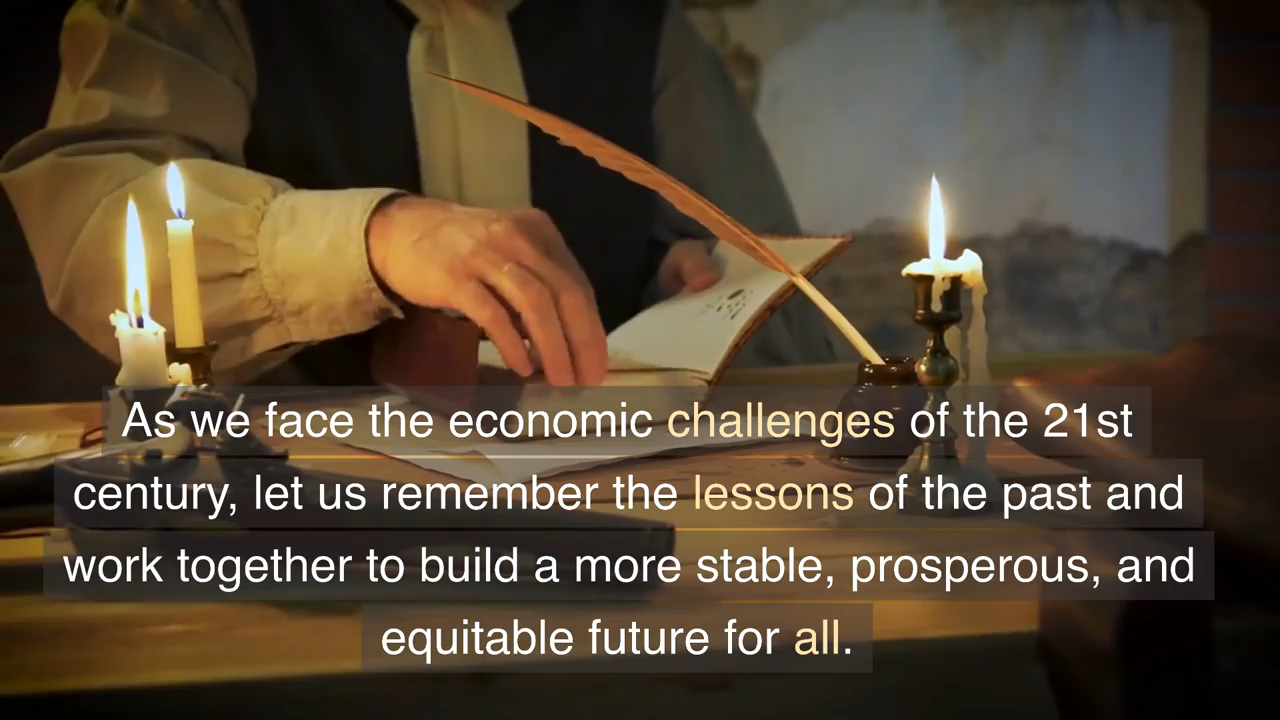 As we face the economic challenges of the 21st
century, let us remember the lessons of the past and
work together to build a more stable, prosperous, and
equitable future for all.